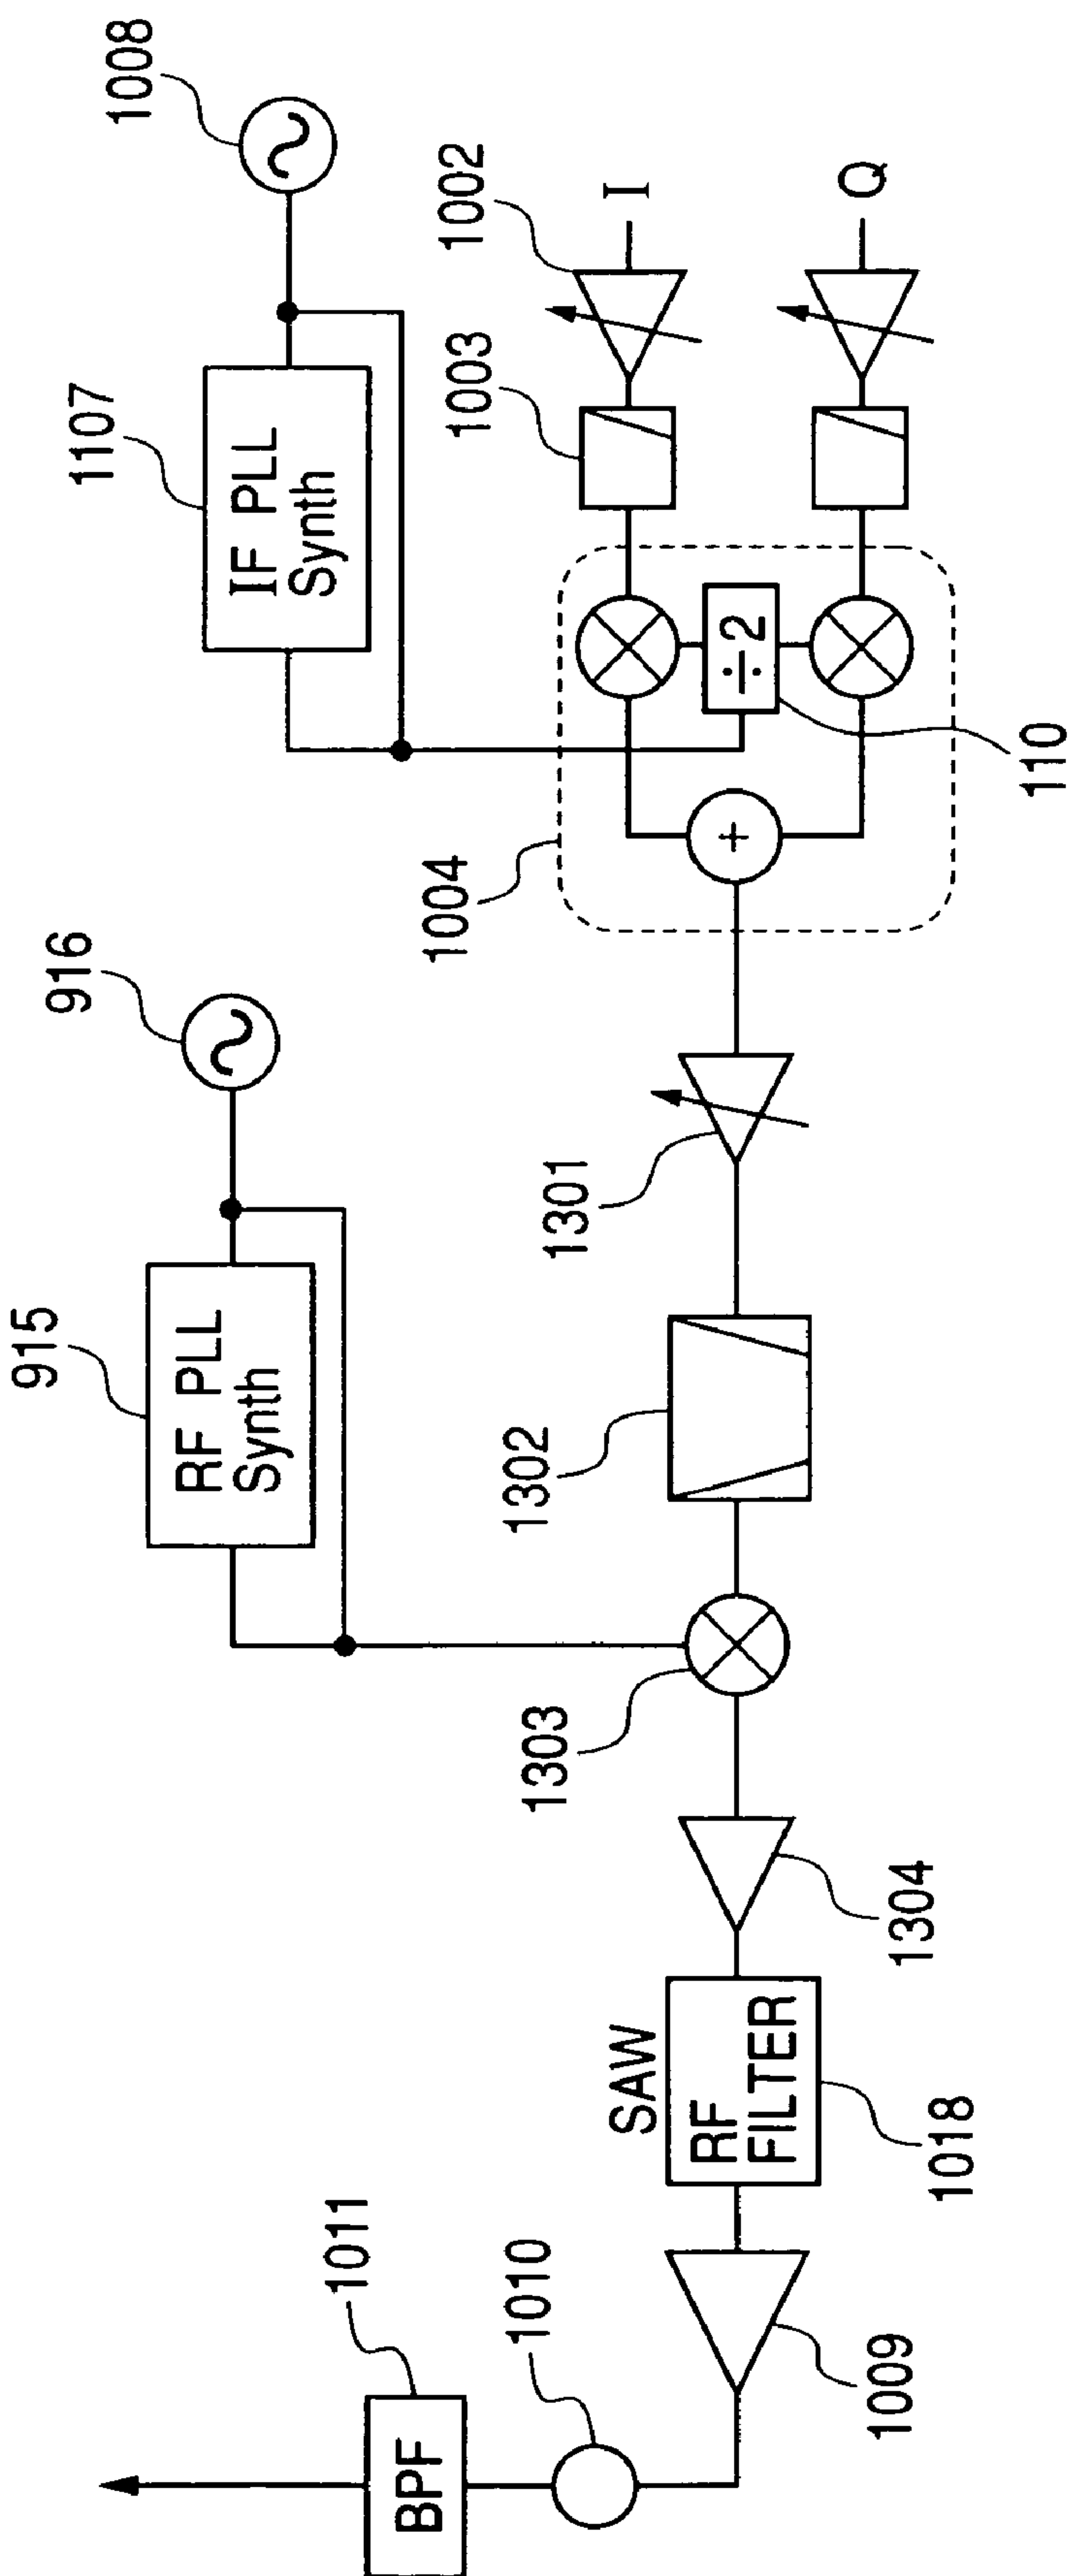 1008
1107
IF PLL
Synth
1002
I
Q
1003
÷2
110
1004
+
916
915
RF PLL
Synth
1301
1302
1303
1304
SAW
RF
FILTER
1018
1009
1010
1011
BPF